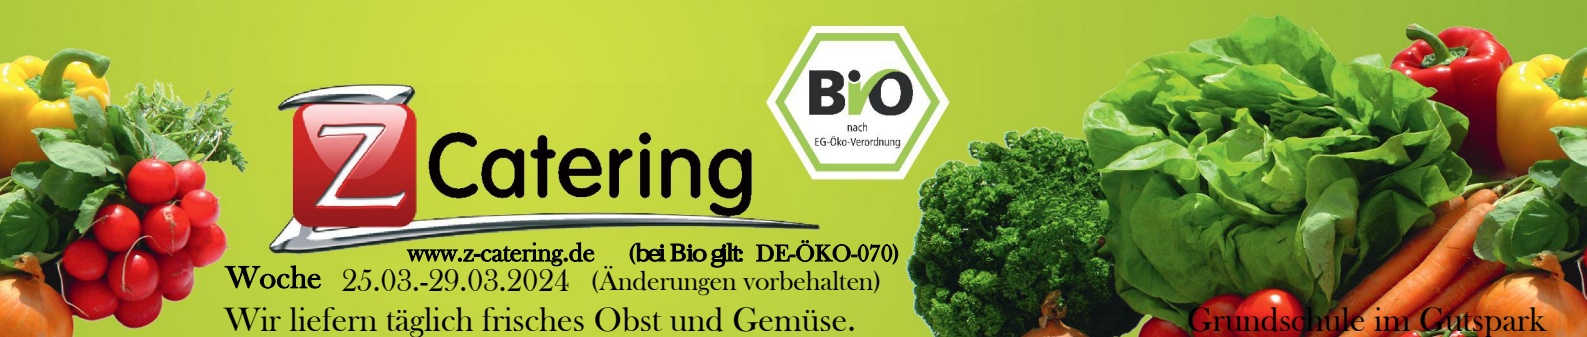 BiO
nach
EG-Öko-Verordnung
Z Catering
www.z-catering.de (bei Bio gilt: DE-ÖKO-070)
Woche 25.03.-29.03.2024 (Änderungen vorbehalten)
Wir liefern täglich frisches Obst und Gemüse.
Grundschule im Gutspark